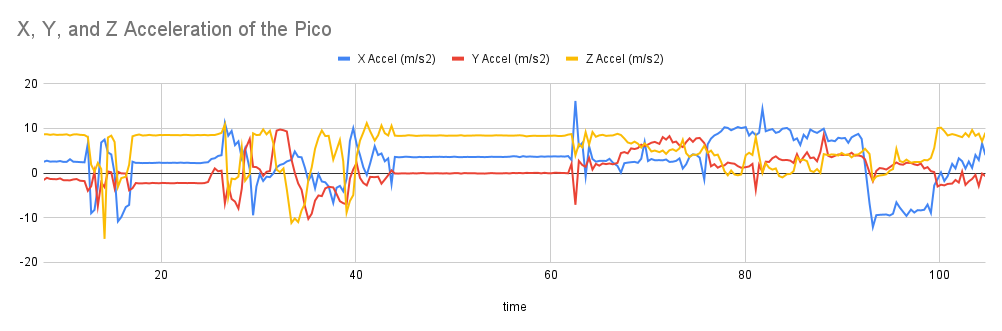 X, Y, and Z Acceleration of the Pico
X Accel (m/s2) Y Accel (m/s2) Z Accel (m/s2)
20
10
0
-10
-20
20 40 60 80 100
time